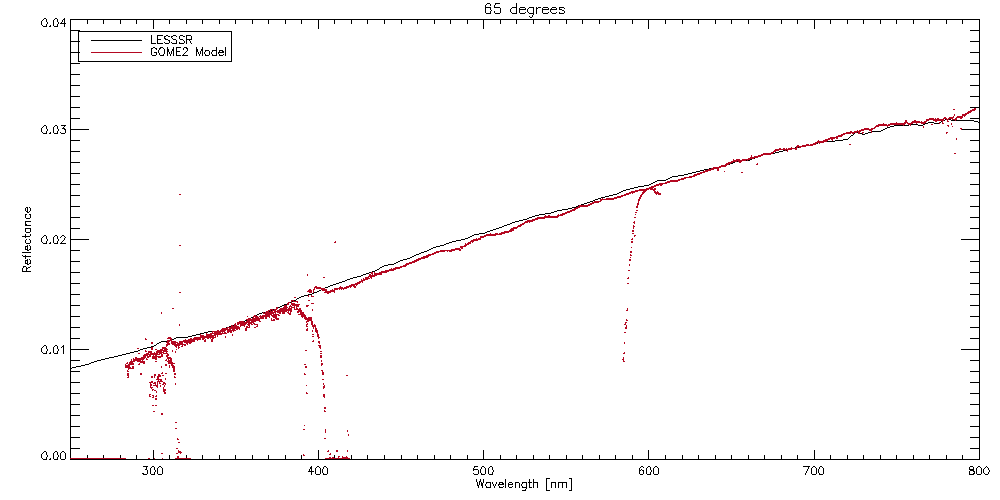 65 degrees
0.04
LESSSR
GOME2 Model
0.03
0.02
Reflectance
0.01
0.00
300 400 500 600 700 800
Wavelength [nm]